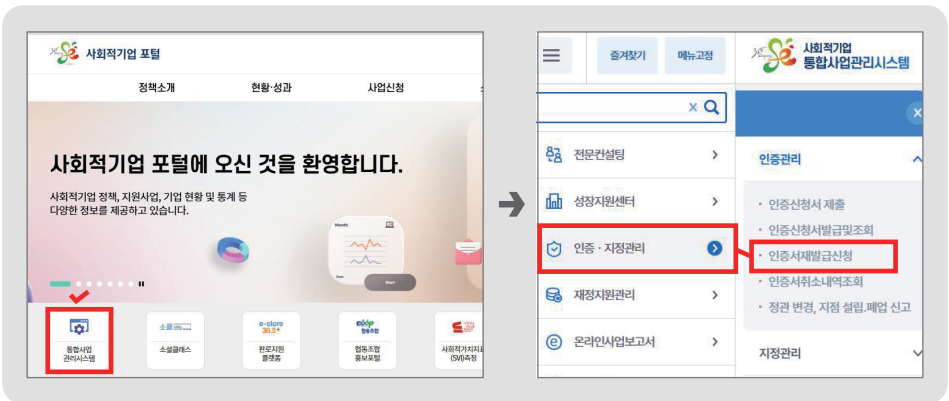 사회적기업 포털
정책소개
현황·성과
사업신청
사회적기업 포털에 오신 것을 환영합니다.
사회적기업 정책, 지원사업, 기업 현황 및 통계 등
다양한 정보를 제공하고 있습니다.
Month
Start
통합사업
관리시스템
소셜클래스
e-store
36.5+
판로지원
플랫폼
coop
협동조합
협동조합
홍보포털
사회적가치지표
(SVI)측정
즐겨찾기
메뉴고정
사회적기업
통합사업관리시스템
전문컨설팅
성장지원센터
인증·지정관리
재정지원관리
온라인사업보고서
인증관리
· 인증신청서 제출
· 인증신청서발급및조회
· 인증서재발급신청
· 인증서취소내역조회
· 정관 변경, 지점 설립.폐업 신고
지정관리